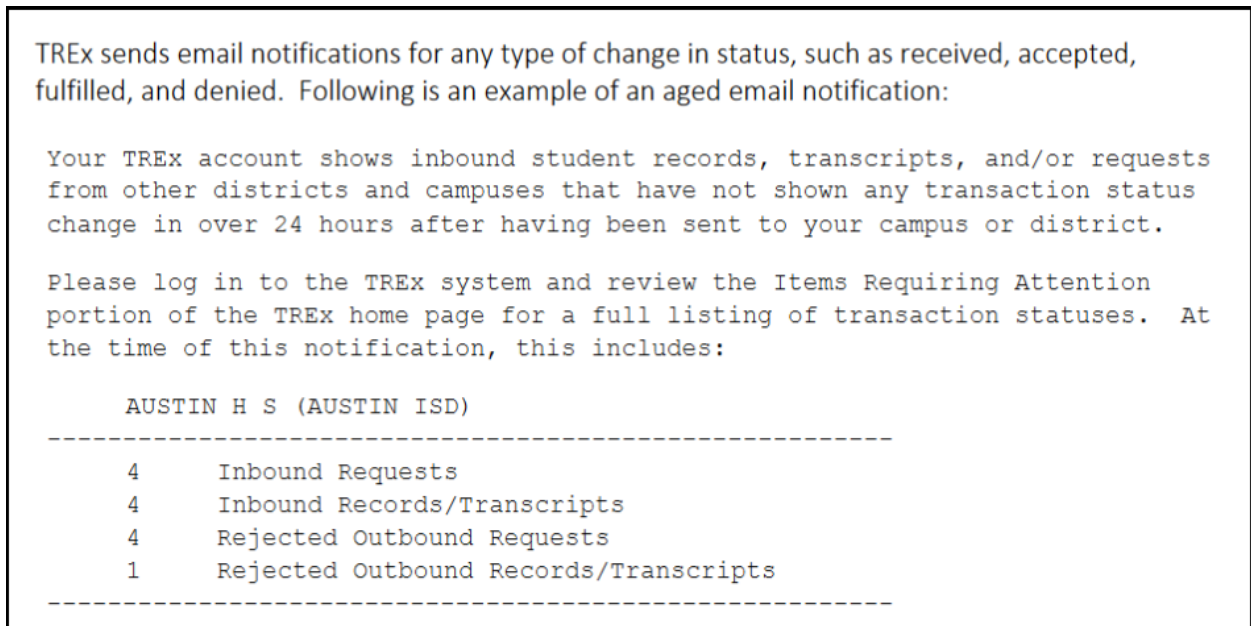 TREx sends email notifications for any type of change in status, such as received, accepted,
fulfilled, and denied.  Following is an example of an aged email notification:
Your TREx account shows inbound student records, transcripts, and/or requests
from other districts and campuses that have not shown any transaction status
change in over 24 hours after having been sent to your campus or district.
Please log in to the TREx system and review the Items Requiring Attention
portion of the TREx home page for a full listing of transaction statuses.  At
the time of this notification, this includes:
AUSTIN H S (AUSTIN ISD)
---------------------------------------------------------
4 Inbound Requests
4 Inbound Records/Transcripts
4 Rejected Outbound Requests
1 Rejected Outbound Records/Transcripts
---------------------------------------------------------